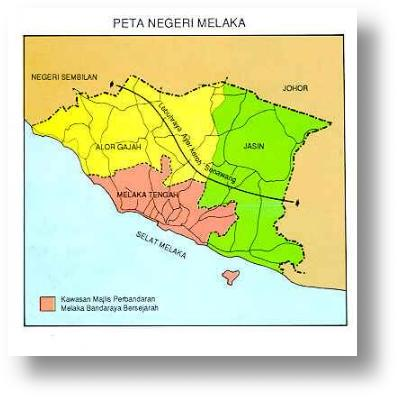 PETA NEGERI MELAKA
NEGERI SEMBILAN
JOHOR
Lebuhraya Ayer Keroh Senawang
ALOR GAJAH
JASIN
MELAKA TENGAH
SELAT MELAKA
Kawasan Majlis Perbandaran
Melaka Bandaraya Bersejarah